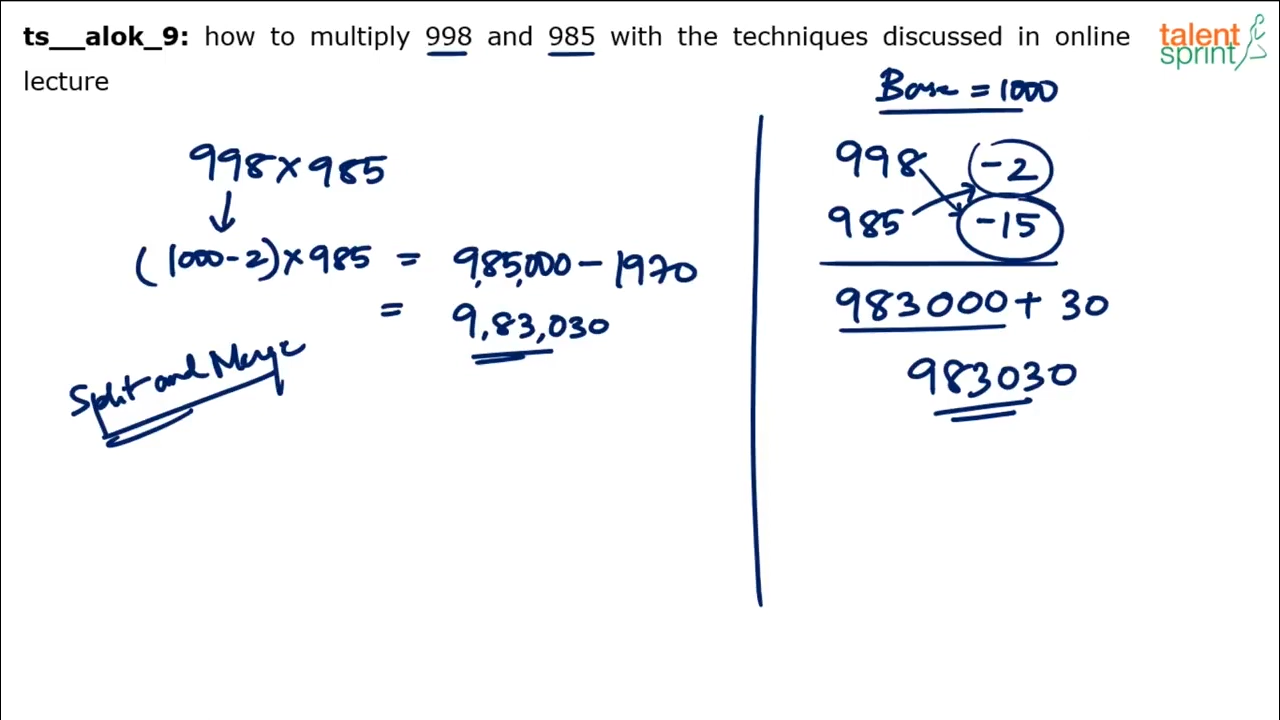 ts__alok_9: how to multiply 998 and 985 with the techniques discussed in online
lecture
talent
sprint
998×985
(1000-2)×985 = 9,85,000 - 1970
= 9,83,030
Split and Merge
Base = 1000
998 -2
985 -15
983000 + 30
983030